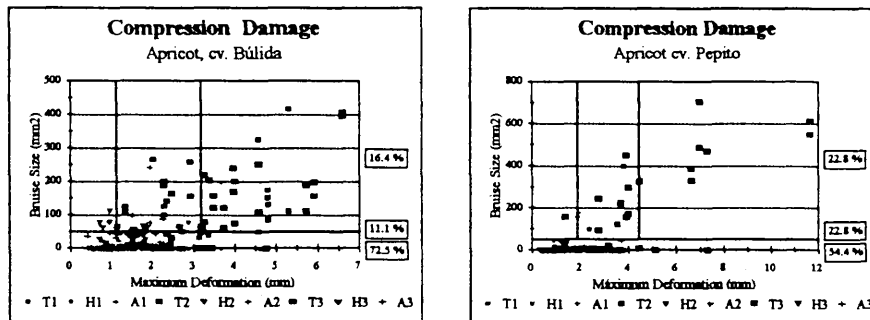 Compression Damage
Apricot, cv. Búlida
Bruise Size (mm2)
500
400
300
200
100
0
16.4 %
11.1 %
72.5 %
0 1 2 3 4 5 6 7
Maximum Deformation (mm)
T1 H1 A1 T2 H2 A2 T3 H3 A3
Compression Damage
Apricot cv. Pepito
Bruise Size (mm2)
800
600
400
200
0
22.8 %
22.8 %
54.4 %
0 2 4 6 8 10 12
Maximum Deformation (mm)
T1 H1 A1 T2 H2 A2 T3 H3 A3